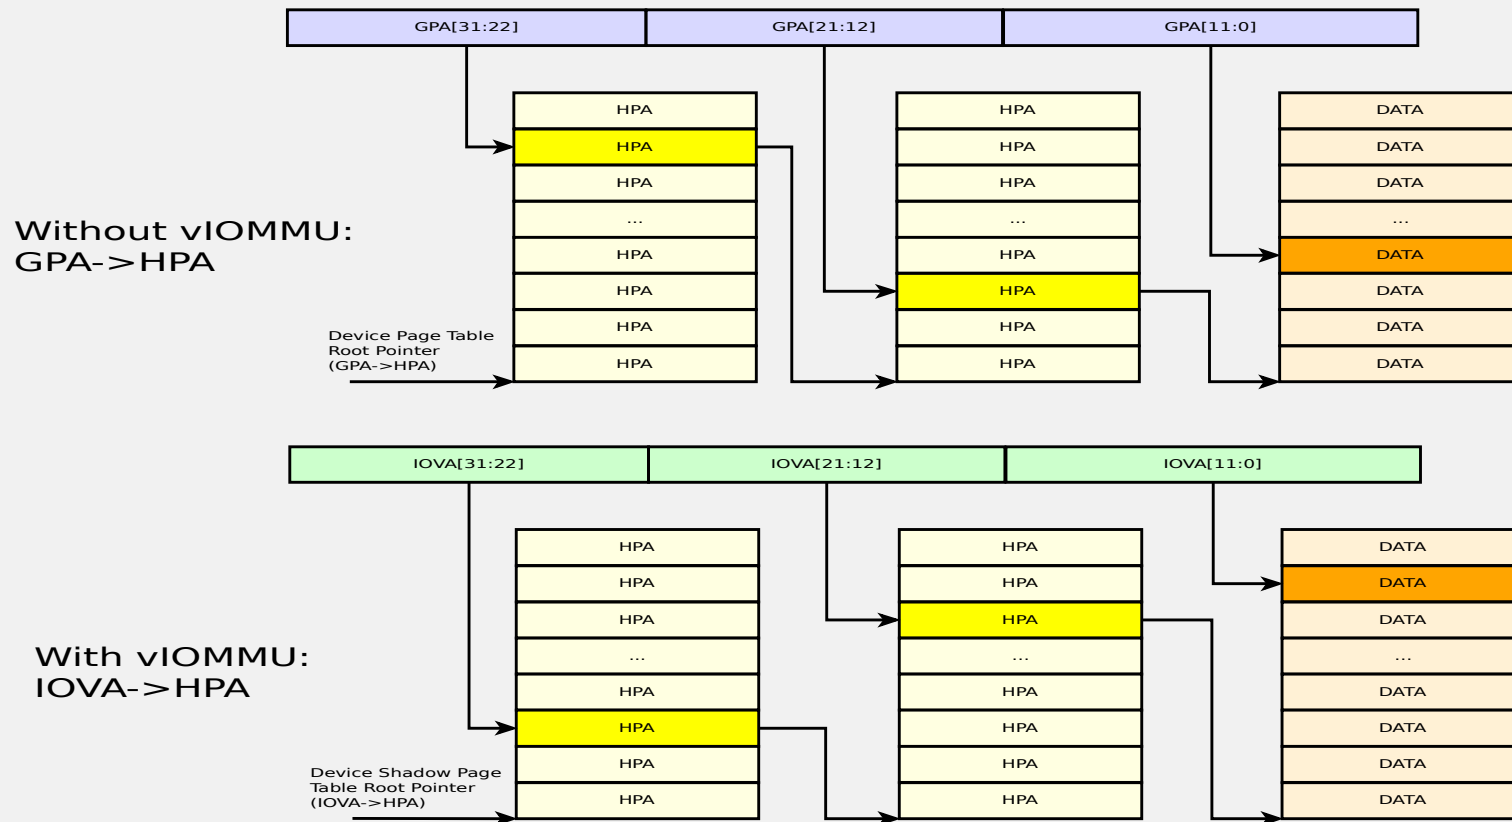 GPA[31:22] GPA[21:12] GPA[11:0]
HPA HPA DATA
HPA HPA DATA
HPA HPA DATA
... ... ...
Without vIOMMU:
GPA->HPA
HPA HPA DATA
HPA HPA DATA
HPA HPA DATA
Device Page Table
Root Pointer
(GPA->HPA)
HPA HPA DATA
IOVA[31:22] IOVA[21:12] IOVA[11:0]
HPA HPA DATA
HPA HPA DATA
HPA HPA DATA
... ... ...
With vIOMMU:
IOVA->HPA
HPA HPA DATA
HPA HPA DATA
HPA HPA DATA
Device Shadow Page
Table Root Pointer
(IOVA->HPA)
HPA HPA DATA